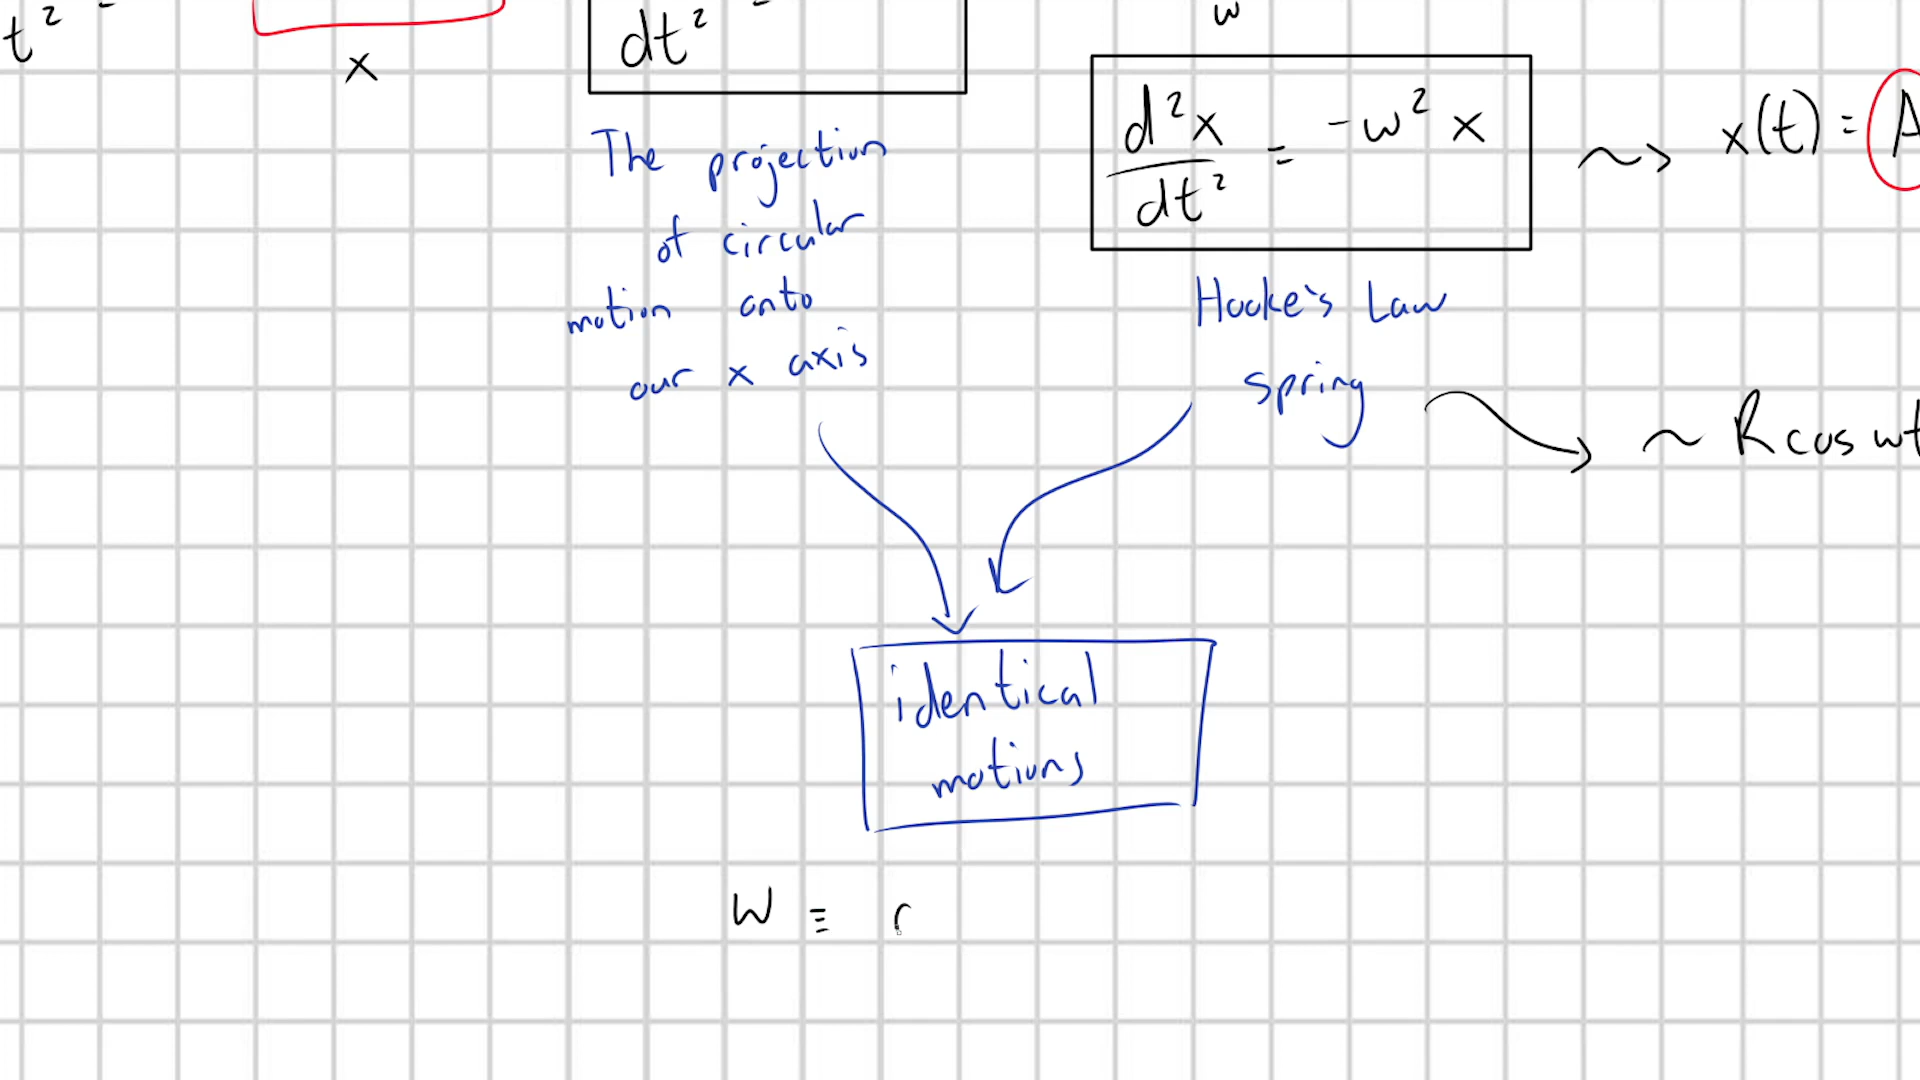 t²
x
dt²
w
d²x/dt² = -w² x
~> x(t) = A
The projection
of circular
motion onto
our x axis
Hooke's Law
spring
~ R cos wt
identical
motions
W ≡